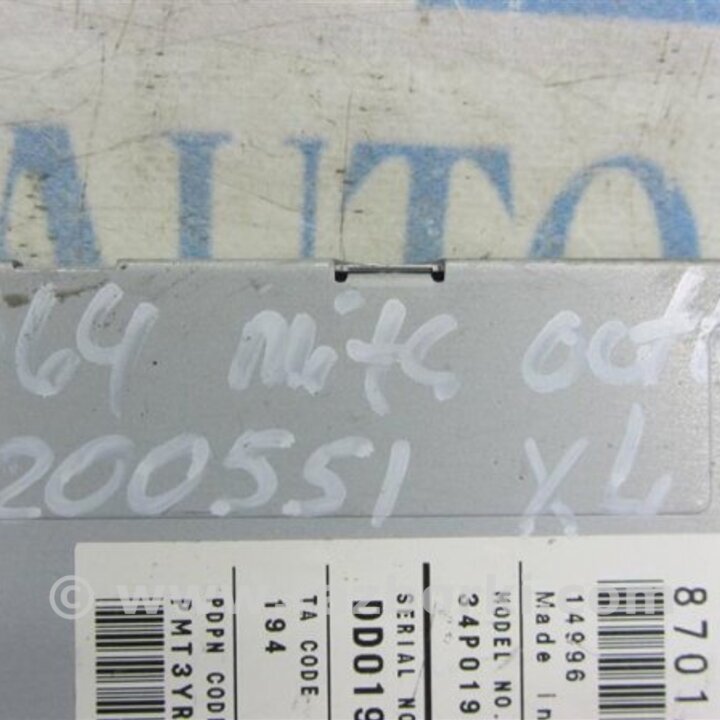 AUTO
64 mitc out
200551 XL
8701
14996
Made in
MODEL NO.
34P019
SERIAL NO
DD019
TA CODE
194
PDPN CODE
PMT3YR